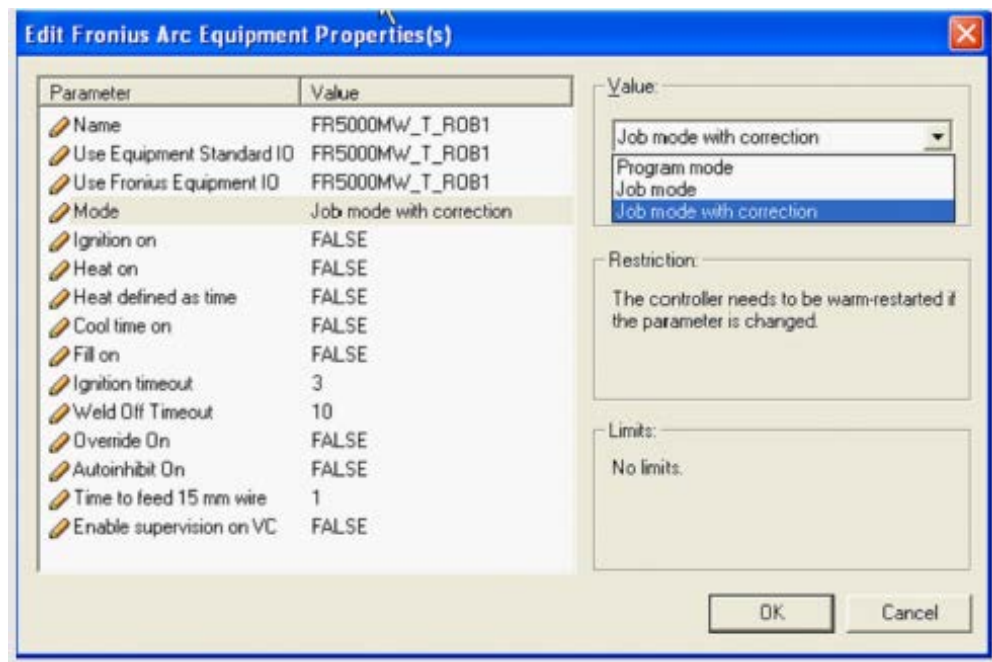 Edit Fronius Arc Equipment Properties(s)
Parameter Value
Name FR5000MW_T_ROB1
Use Equipment Standard IO FR5000MW_T_ROB1
Use Fronius Equipment IO FR5000MW_T_ROB1
Mode Job mode with correction
Ignition on FALSE
Heat on FALSE
Heat defined as time FALSE
Cool time on FALSE
Fill on FALSE
Ignition timeout 3
Weld Off Timeout 10
Override On FALSE
Autoinhibit On FALSE
Time to feed 15 mm wire 1
Enable supervision on VC FALSE
Value:
Job mode with correction
Program mode
Job mode
Job mode with correction
Restriction:
The controller needs to be warm-restarted if
the parameter is changed.
Limits:
No limits.
OK Cancel